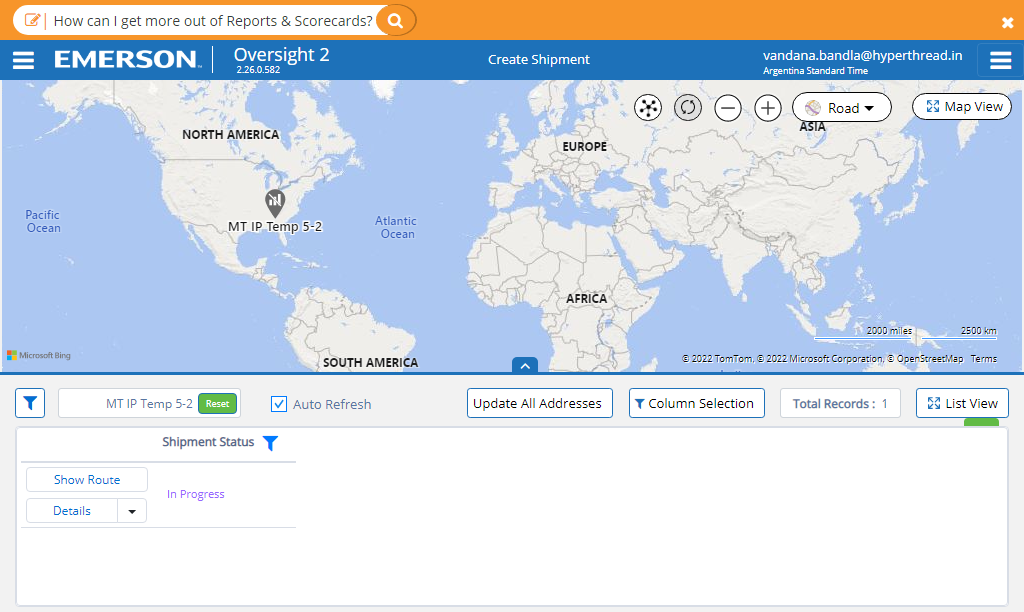 How can I get more out of Reports & Scorecards?
EMERSON
Oversight 2
2.26.0.582
Create Shipment
vandana.bandla@hyperthread.in
Argentina Standard Time
Road
Map View
NORTH AMERICA
EUROPE
ASIA
Pacific
Ocean
MT IP Temp 5-2
Atlantic
Ocean
AFRICA
SOUTH AMERICA
2000 miles
2500 km
Microsoft Bing
© 2022 TomTom, © 2022 Microsoft Corporation, © OpenStreetMap Terms
MT IP Temp 5-2
Reset
Auto Refresh
Update All Addresses
Column Selection
Total Records : 1
List View
Shipment Status
Show Route
In Progress
Details